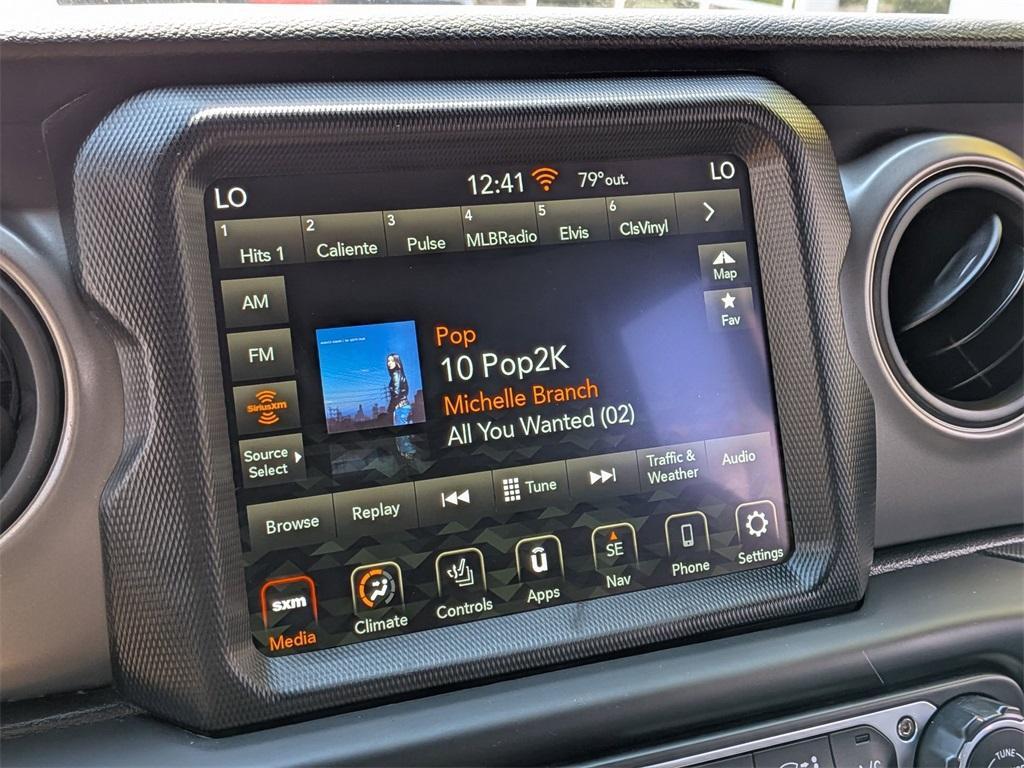 LO 12:41 79°out. LO
1 Hits 1
2 Caliente
3 Pulse
4 MLBRadio
5 Elvis
6 ClsVinyl
AM
FM
SiriusXM
Source
Select
Map
Fav
Pop
10 Pop2K
Michelle Branch
All You Wanted (02)
Browse
Replay
Tune
Traffic &
Weather
Audio
sxm
Media
Climate
Controls
Apps
SE
Nav
Phone
Settings
TUNE